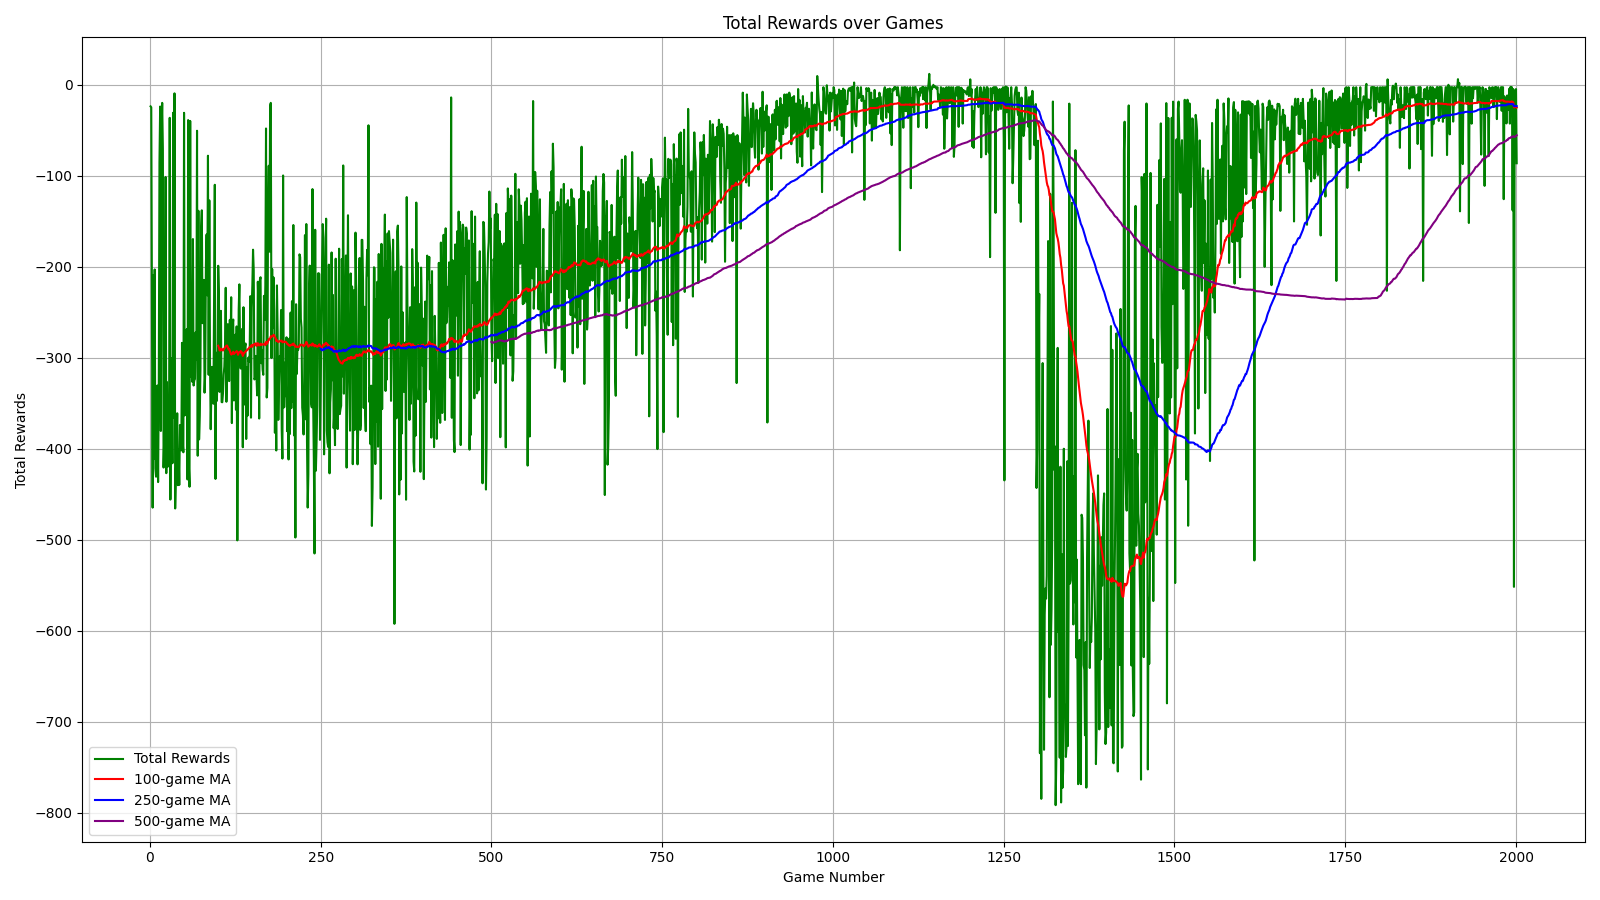 Total Rewards over Games
Total Rewards
0
−100
−200
−300
−400
−500
−600
−700
−800
Total Rewards
100-game MA
250-game MA
500-game MA
0 250 500 750 1000 1250 1500 1750 2000
Game Number